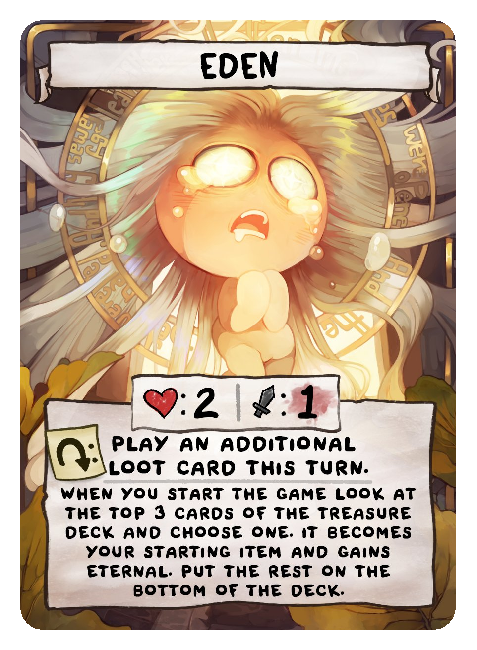 EDEN
:2 | :1
: PLAY AN ADDITIONAL
LOOT CARD THIS TURN.
WHEN YOU START THE GAME LOOK AT
THE TOP 3 CARDS OF THE TREASURE
DECK AND CHOOSE ONE. IT BECOMES
YOUR STARTING ITEM AND GAINS
ETERNAL. PUT THE REST ON THE
BOTTOM OF THE DECK.